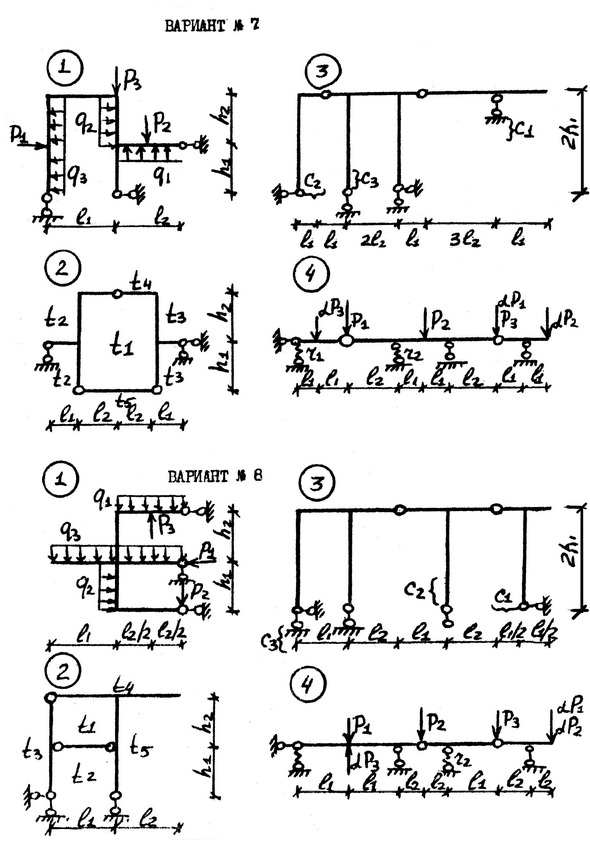 ВАРИАНТ № 7
1
3
P3
P1
q2
P2
q3
q1
h2
h1
l1
l2
C1
C2
C3
2h1
l1
l1
2l2
l1
3l2
l1
2
t4
t2
t3
t1
t2
t3
t5
h2
h1
l1
l2
l2
l1
4
αP3
P1
P2
αP1
P3
αP2
r1
r2
l1
l1
l2
l1
l1
l2
l1
l1
ВАРИАНТ № 8
1
3
q1
q3
P3
P1
q2
P2
h2
h1
l1
l2/2
l2/2
C2
C1
C3
2h1
l1
l2
l1
l2
l1/2
l1/2
2
t4
t1
t3
t5
t2
h2
h1
l1
l2
4
P1
P2
P3
αP1
αP2
αP3
r2
l1
l1
l2
l2
l1
l2
l2